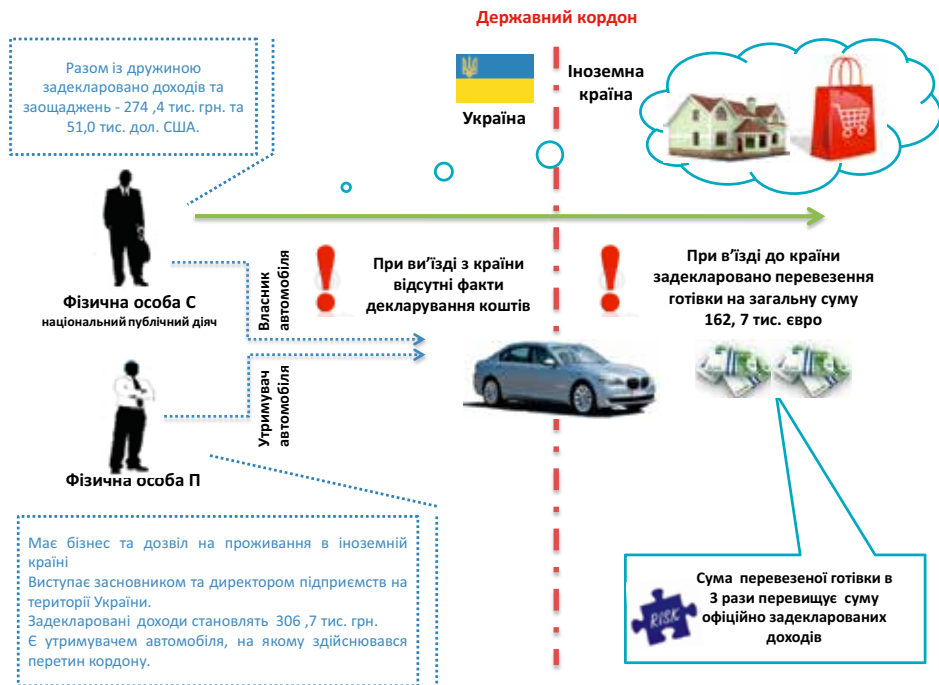 Державний кордон
Разом із дружиною
задекларовано доходів та
заощаджень - 274 ,4 тис. грн. та
51,0 тис. дол. США.
Україна
Іноземна
країна
Фізична особа С
національний публічний діяч
Власник
автомобіля
При ви'їзді з країни
відсутні факти
декларування коштів
При в'їзді до країни
задекларовано перевезення
готівки на загальну суму
162, 7 тис. євро
Утримувач
автомобіля
Фізична особа П
Має бізнес та дозвіл на проживання в іноземній
країні
Виступає засновником та директором підприємств на
території України.
Задекларовані доходи становлять 306 ,7 тис. грн.
Є утримувачем автомобіля, на якому здійснювався
перетин кордону.
RISK
Сума перевезеної готівки в
3 рази перевищує суму
офіційно задекларованих
доходів